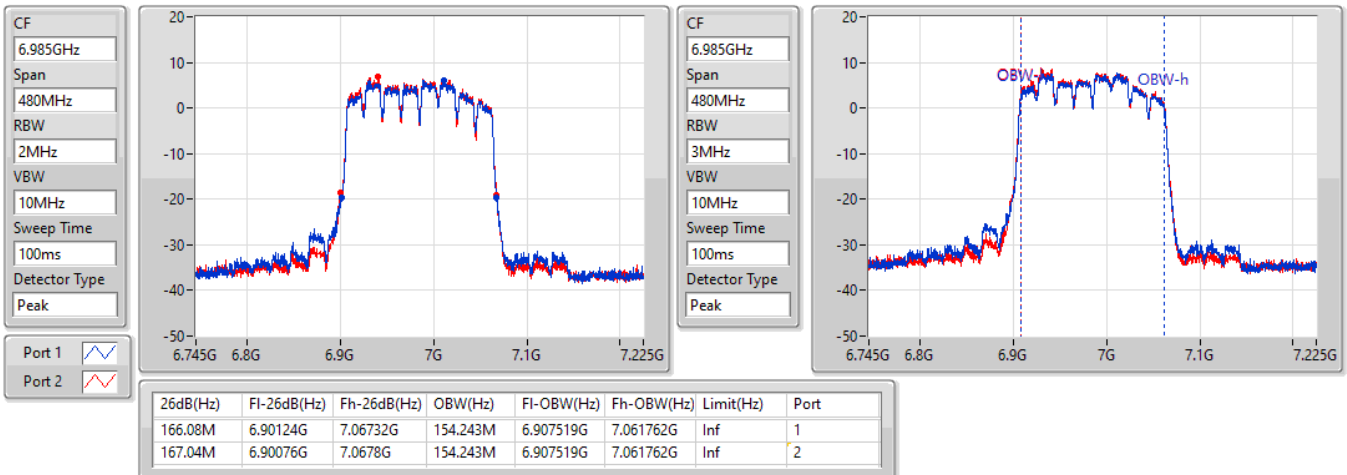 CF
6.985GHz
Span
480MHz
RBW
2MHz
VBW
10MHz
Sweep Time
100ms
Detector Type
Peak
Port 1
Port 2
20
10
0
-10
-20
-30
-40
-50
6.745G 6.8G 6.9G 7G 7.1G 7.225G
CF
6.985GHz
Span
480MHz
RBW
3MHz
VBW
10MHz
Sweep Time
100ms
Detector Type
Peak
20
10
0
-10
-20
-30
-40
-50
OBW-
OBW-h
6.745G 6.8G 6.9G 7G 7.1G 7.225G
26dB(Hz) Fl-26dB(Hz) Fh-26dB(Hz) OBW(Hz) Fl-OBW(Hz) Fh-OBW(Hz) Limit(Hz) Port
166.08M 6.90124G 7.06732G 154.243M 6.907519G 7.061762G Inf 1
167.04M 6.90076G 7.0678G 154.243M 6.907519G 7.061762G Inf 2